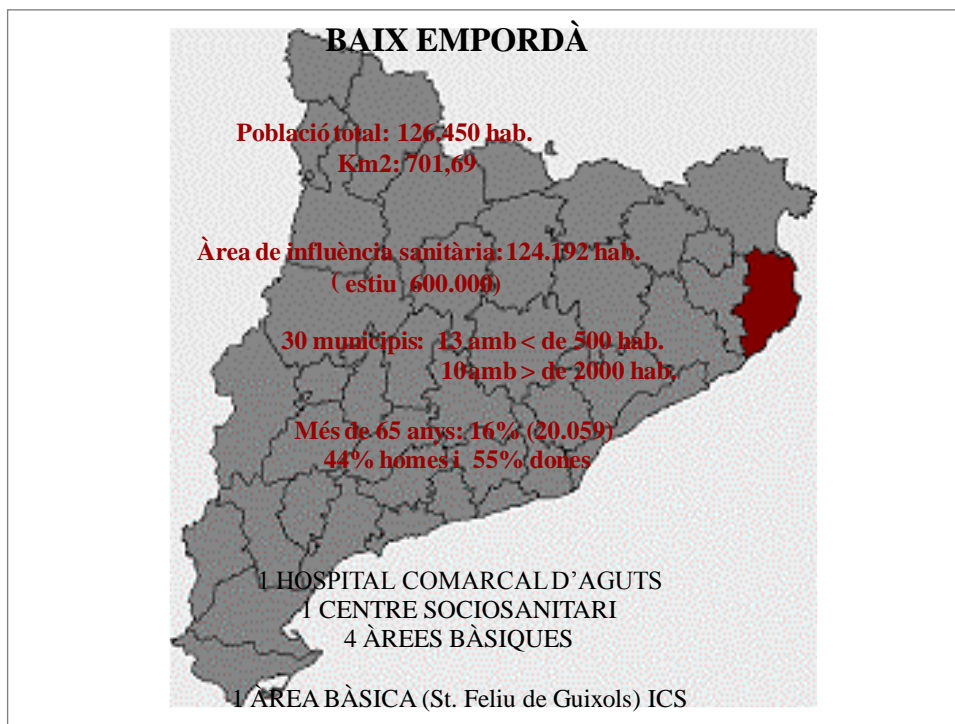 BAIX EMPORDÀ
Població total: 126.450 hab.
Km2: 701,69
Àrea de influència sanitària: 124.192 hab.
( estiu 600.000)
30 municipis: 13 amb < de 500 hab.
10 amb > de 2000 hab.
Més de 65 anys: 16% (20.059)
44% homes i 55% dones
1 HOSPITAL COMARCAL D’AGUTS
1 CENTRE SOCIOSANITARI
4 ÀREES BÀSIQUES
1 ÀREA BÀSICA (St. Feliu de Guixols) ICS